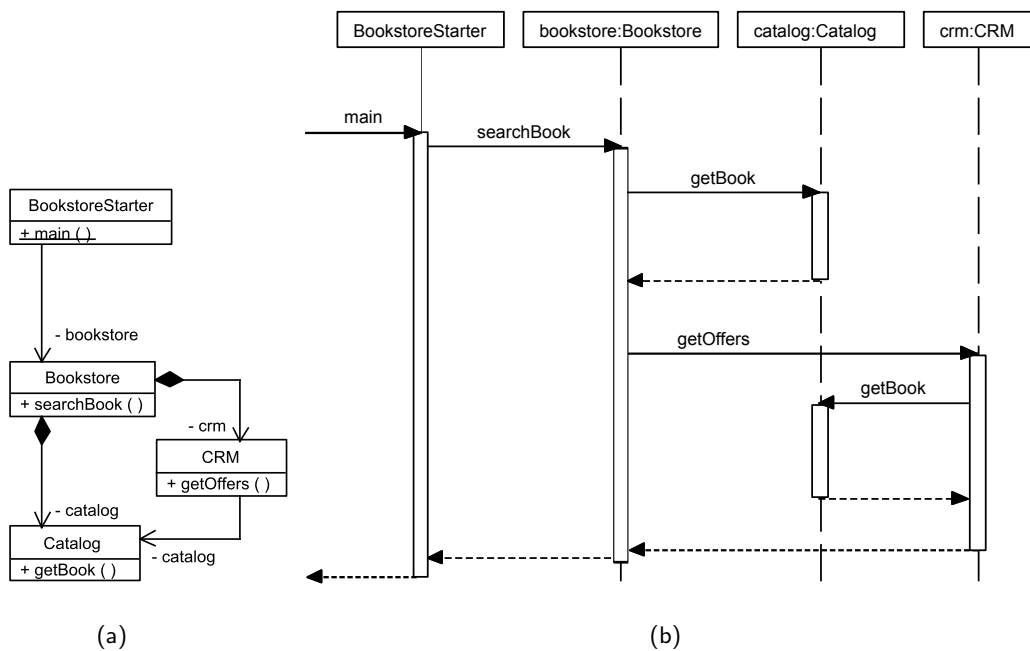 BookstoreStarter
+ main ( )
- bookstore
Bookstore
+ searchBook ( )
- crm
CRM
+ getOffers ( )
- catalog
Catalog
+ getBook ( )
- catalog
(a)
BookstoreStarter
bookstore:Bookstore
catalog:Catalog
crm:CRM
main
searchBook
getBook
getOffers
getBook
(b)